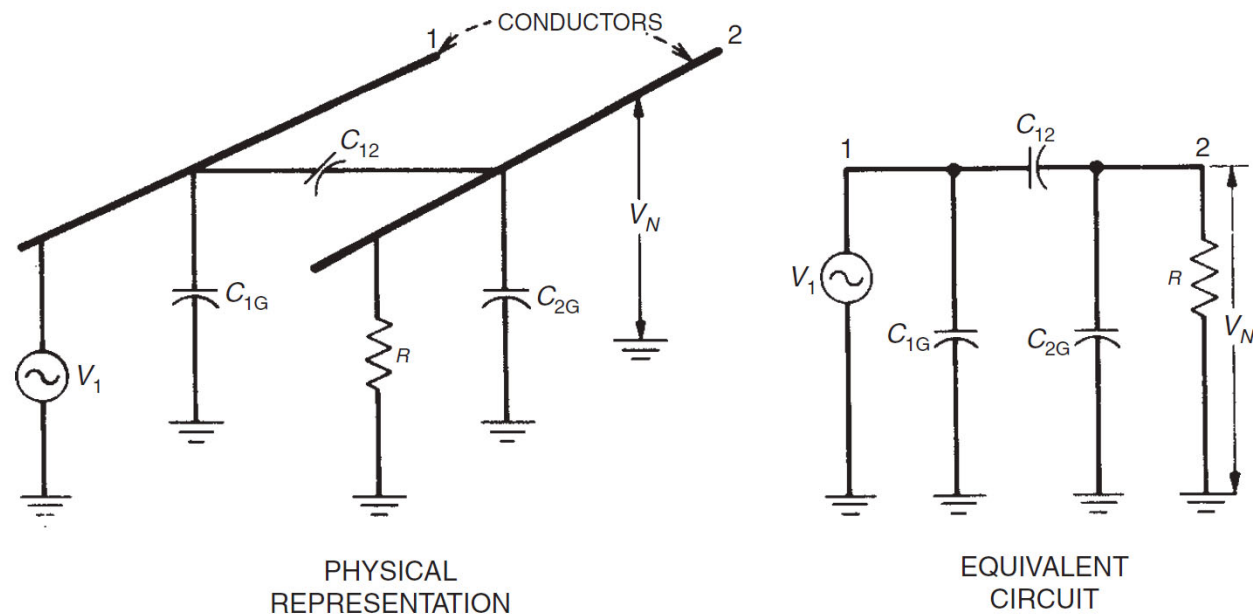 CONDUCTORS
1
2
C12
VN
C1G
C2G
R
V1
PHYSICAL
REPRESENTATION
C12
1
2
V1
R
C1G
C2G
VN
EQUIVALENT
CIRCUIT